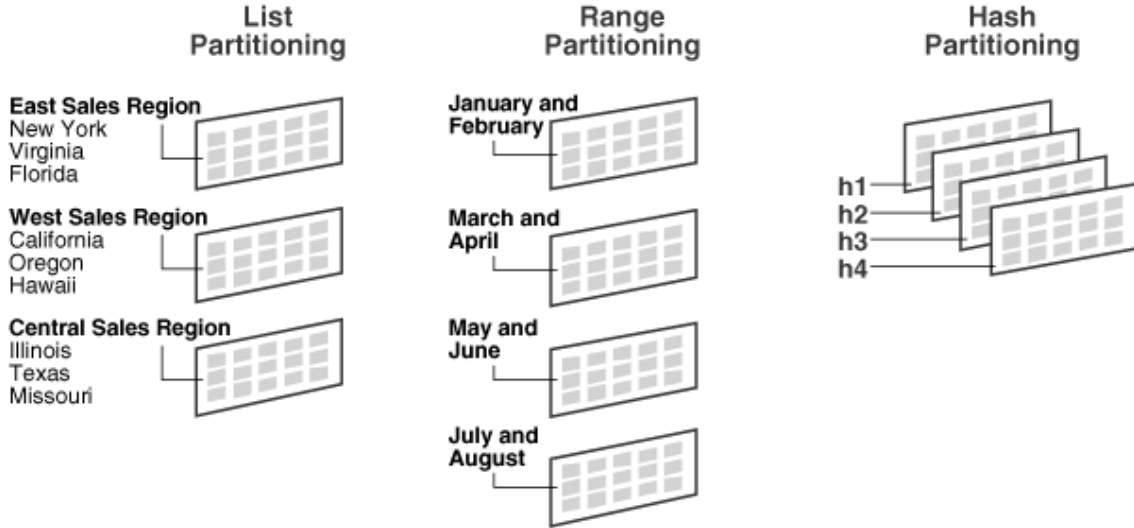 List
Partitioning
East Sales Region
New York
Virginia
Florida
West Sales Region
California
Oregon
Hawaii
Central Sales Region
Illinois
Texas
Missouri
Range
Partitioning
January and
February
March and
April
May and
June
July and
August
Hash
Partitioning
h1
h2
h3
h4